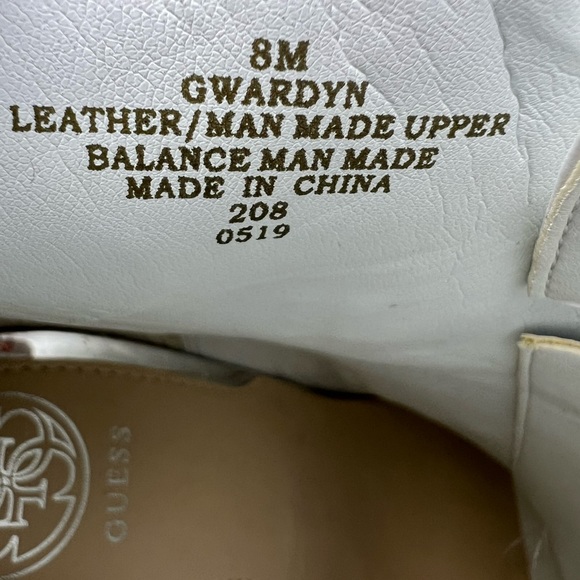 8M
GWARDYN
LEATHER/MAN MADE UPPER
BALANCE MAN MADE
MADE IN CHINA
208
0519
GUESS